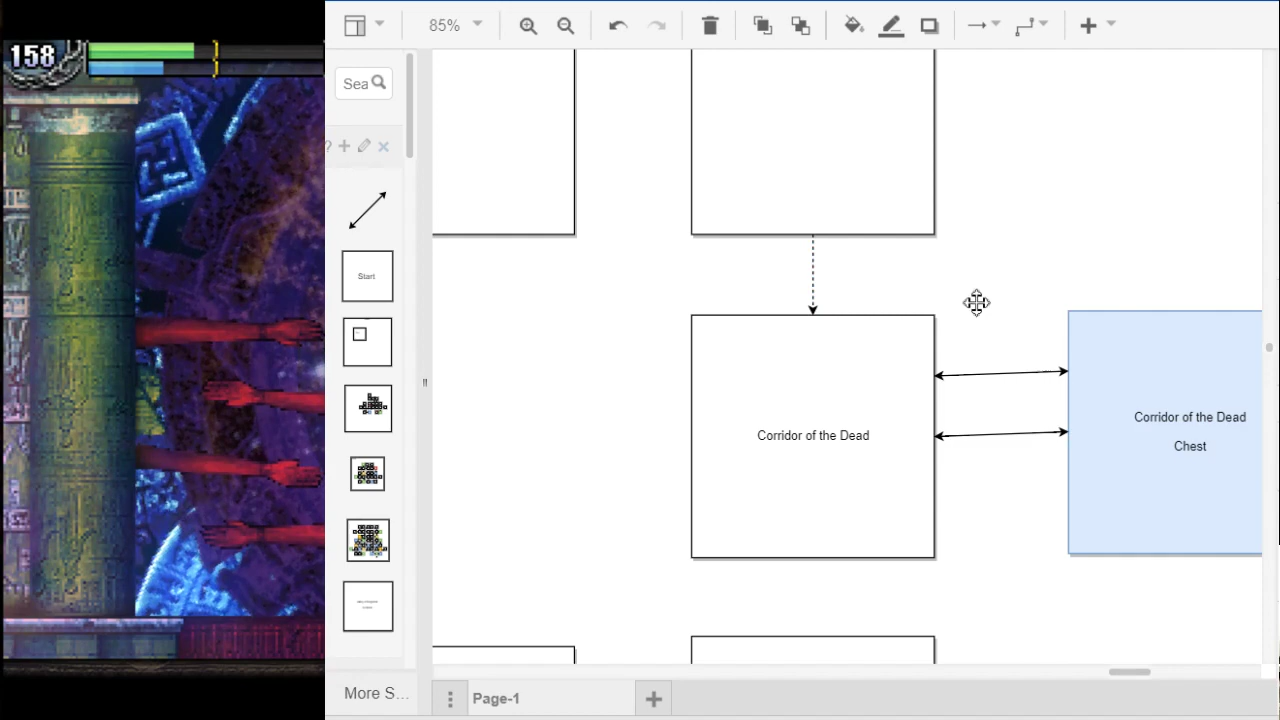 158
85%
Sea
?
Start
Corridor of the Dead
Corridor of the Dead
Chest
More S...
Page-1